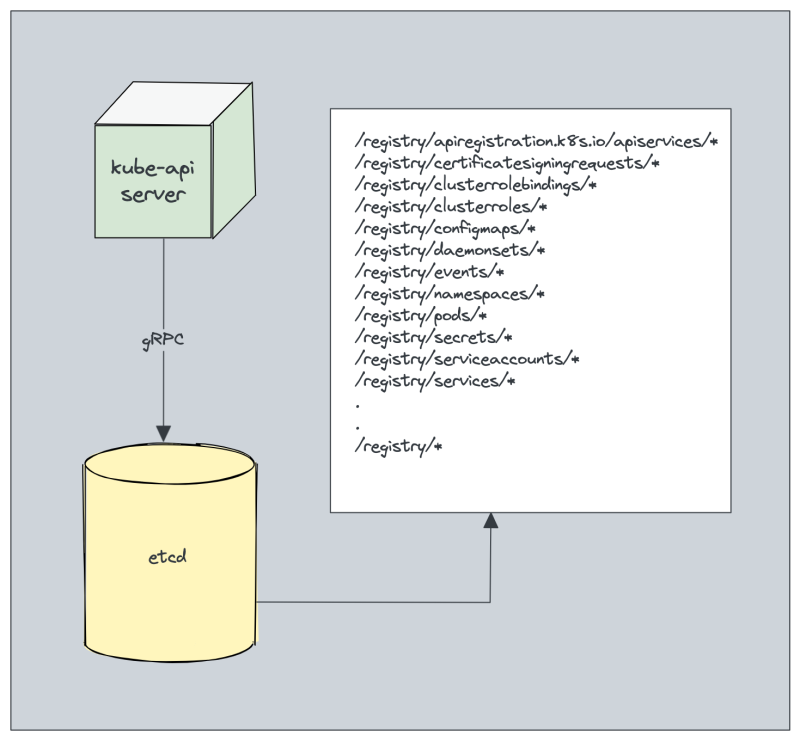 kube-api
server
gRPC
etcd
/registry/apiregistration.k8s.io/apiservices/*
/registry/certificatesigningrequests/*
/registry/clusterrolebindings/*
/registry/clusterroles/*
/registry/configmaps/*
/registry/daemonsets/*
/registry/events/*
/registry/namespaces/*
/registry/pods/*
/registry/secrets/*
/registry/serviceaccounts/*
/registry/services/*
.
.
/registry/*